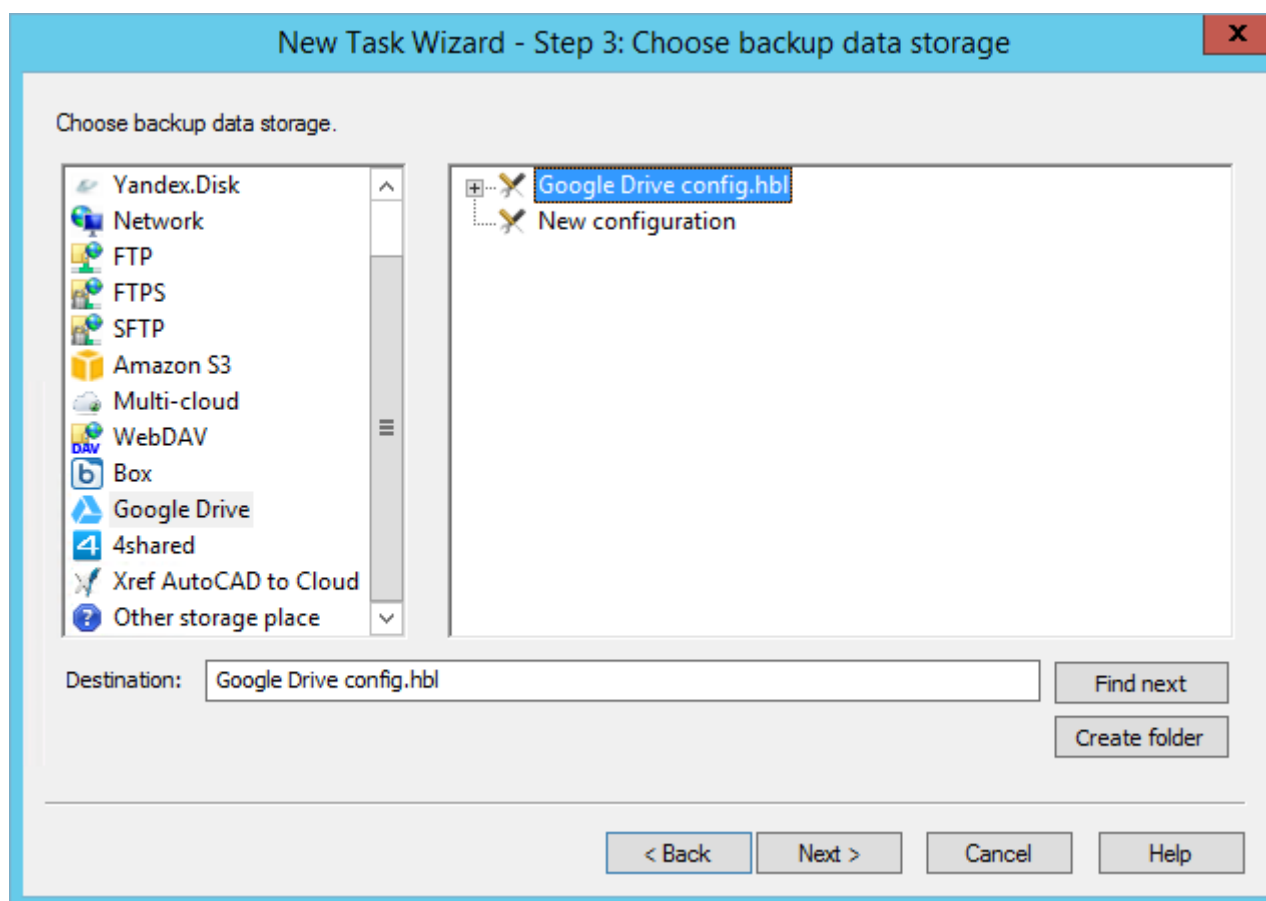 New Task Wizard - Step 3: Choose backup data storage
x
Choose backup data storage.
Yandex.Disk
Network
FTP
FTPS
SFTP
Amazon S3
Multi-cloud
DAV WebDAV
b Box
Google Drive
4 4shared
Xref AutoCAD to Cloud
? Other storage place
Google Drive config.hbl
New configuration
Destination: Google Drive config.hbl
Find next
Create folder
< Back Next > Cancel Help